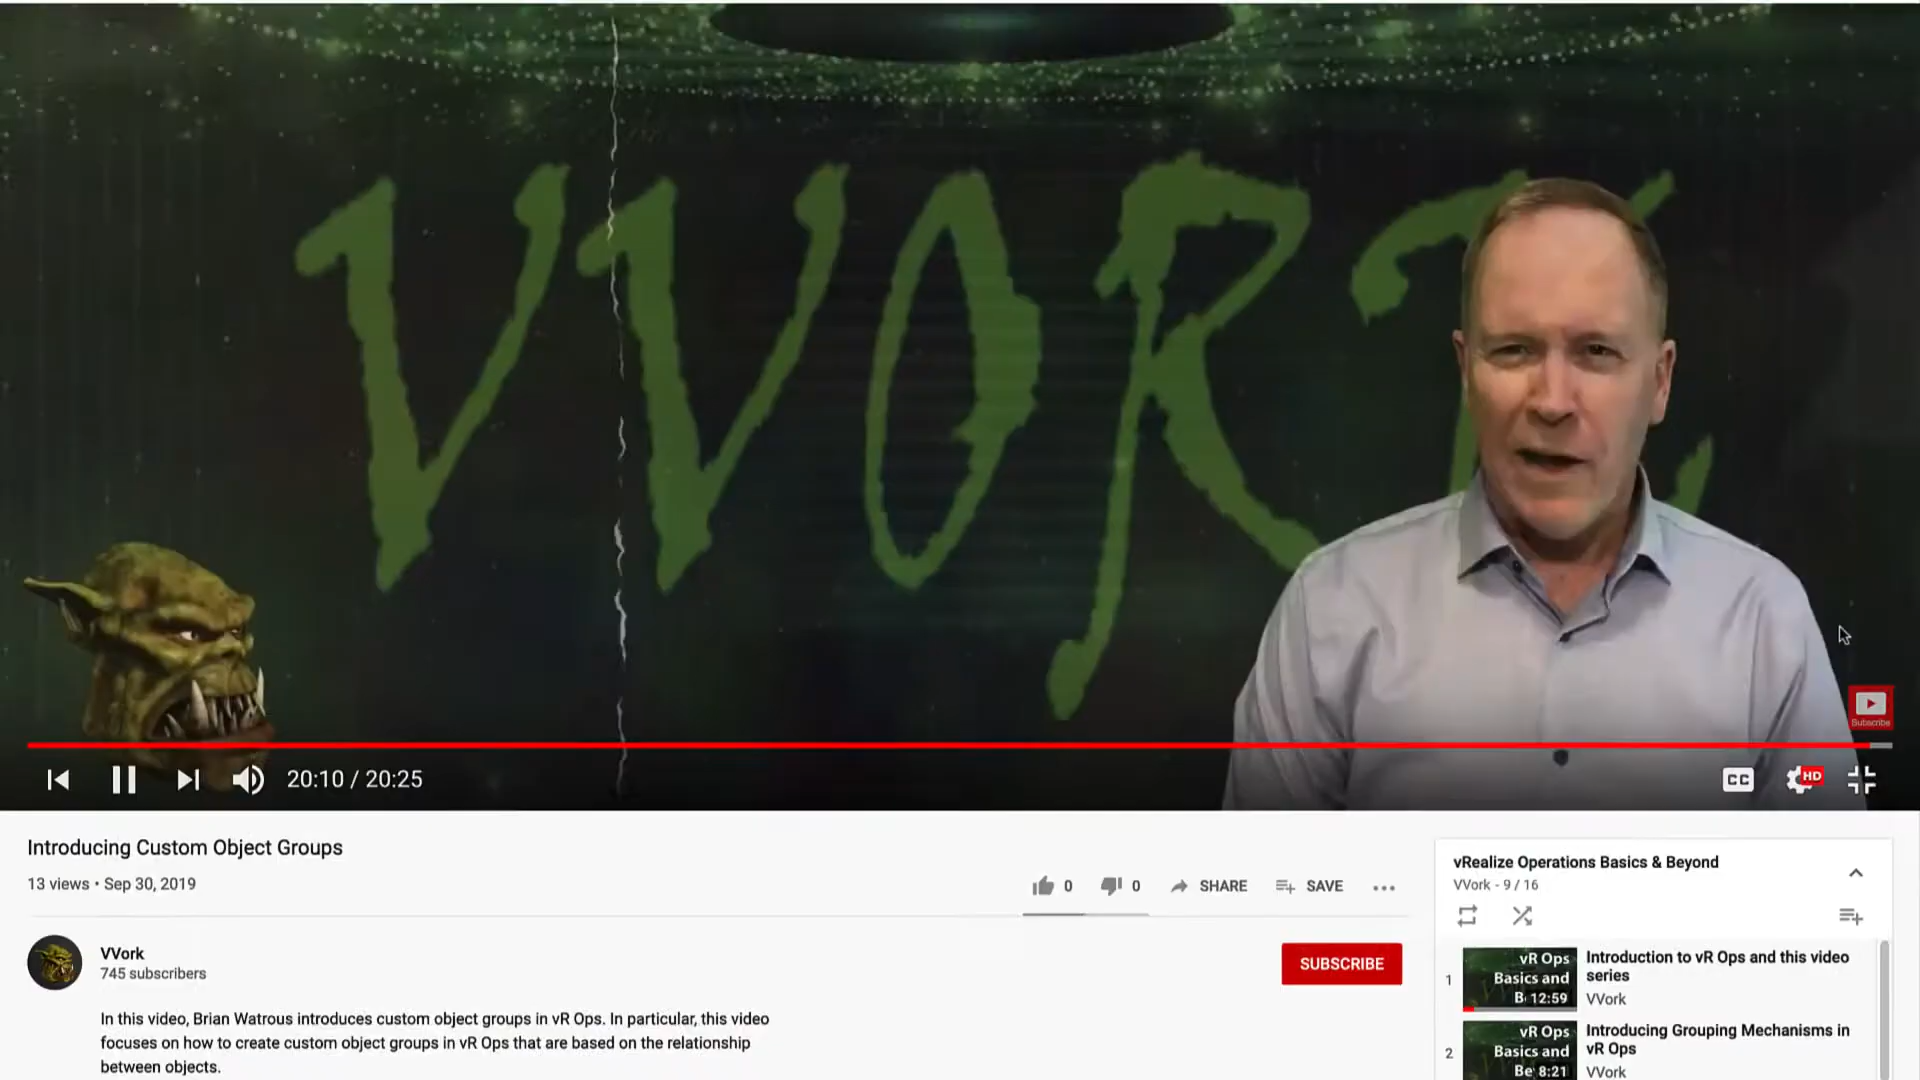 VVORK
Subscribe
20:10 / 20:25
CC
HD
Introducing Custom Object Groups
13 views • Sep 30, 2019
0
0
SHARE
SAVE
VVork
745 subscribers
SUBSCRIBE
In this video, Brian Watrous introduces custom object groups in vR Ops. In particular, this video
focuses on how to create custom object groups in vR Ops that are based on the relationship
between objects.
vRealize Operations Basics & Beyond
VVork - 9 / 16
1
vR Ops
Basics and
B
12:59
Introduction to vR Ops and this video
series
VVork
2
vR Ops
Basics and
Be
8:21
Introducing Grouping Mechanisms in
vR Ops
VVork